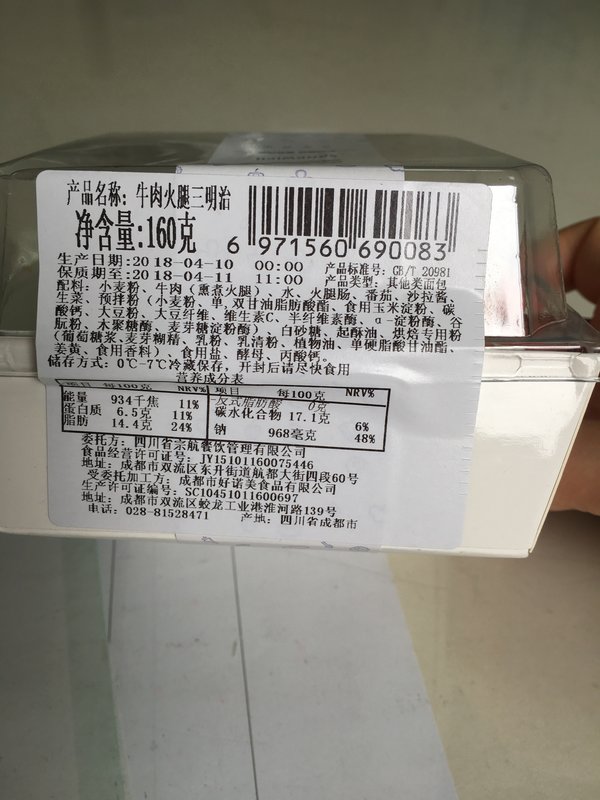 产品名称: 牛肉火腿三明治
净含量:160克
6 971560 690083
生产日期:2018-04-10 00:00 产品标准号: GB/T 20981
保质期至:2018-04-11 11:00 产品类型: 其他类面包
配料: 小麦粉、牛肉(熏煮火腿)、水、火腿肠、番茄、沙拉酱、
生菜、预拌粉(小麦粉、单,双甘油脂肪酸酯、食用玉米淀粉、碳
酸钙、大豆粉、大豆纤维、维生素C、半纤维素酶、α-淀粉酶、谷
朊粉、木聚糖酶、麦芽糖淀粉酶)、白砂糖、起酥油、烘焙专用粉
(葡萄糖浆、麦芽糊精、乳粉、乳清粉、植物油、单硬脂酸甘油酯、
姜黄、食用香料)、食用盐、酵母、丙酸钙。
储存方式: 0℃-7℃冷藏保存, 开封后请尽快食用
营养成分表
项目 每100克 NRV% 项目 每100克 NRV%
能量 934千焦 11% 反式脂肪酸 0克
蛋白质 6.5克 11% 碳水化合物 17.1克 6%
脂肪 14.4克 24% 钠 968毫克 48%
委托方: 四川省宗航餐饮管理有限公司
食品经营许可证号: JY15101160075446
地址: 成都市双流区东升街道航都大街四段60号
受委托加工方: 成都市好诺美食品有限公司
生产许可证编号: SC10451011600697
地址: 成都市双流区蛟龙工业港淮河路139号
电话: 028-81528471 产地: 四川省成都市